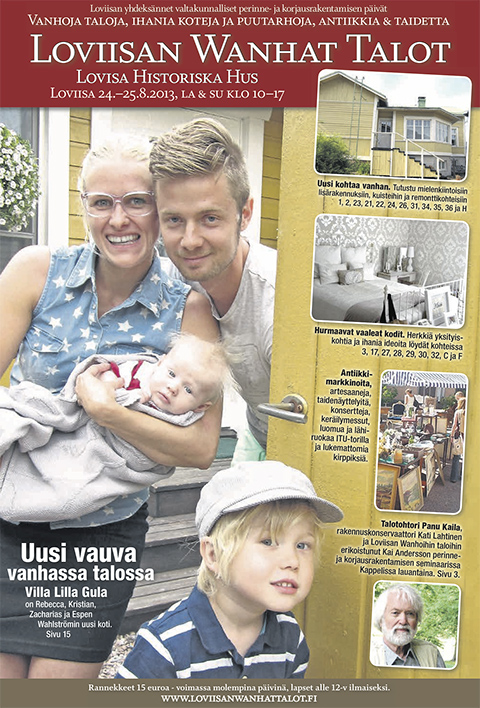 Loviisan yhdeksännet valtakunnalliset perinne- ja korjausrakentamisen päivät
Vanhoja taloja, ihania koteja ja puutarhoja, antiikkia & taidetta
Loviisan Wanhat Talot
Lovisa Historiska Hus
Loviisa 24.–25.8.2013, la & su klo 10–17
Uusi kohtaa vanhan. Tutustu mielenkiintoisiin
lisärakennuksiin, kuisteihin ja remonttikohteisiin
1, 2, 23, 21, 22, 24, 26, 31, 34, 35, 36 ja H
Hurmaavat vaaleat kodit. Herkkiä yksityis-
kohtia ja ihania ideoita löydät kohteissa
3, 17, 27, 28, 29, 30, 32, C ja F
Antiikki-
markkinoita,
artesaaneja,
taidenäyttelyitä,
konsertteja,
keräilymessut,
luomua ja lähi-
ruokaa ITU-torilla
ja lukemattomia
kirppiksiä.
Talotohtori Panu Kaila,
rakennuskonservaattori Kati Lahtinen
ja Loviisan Wanhoihin taloihin
erikoistunut Kai Andersson perinne-
ja korjausrakentamisen seminaarissa
Kappelissa lauantaina. Sivu 3.
Uusi vauva
vanhassa talossa
Villa Lilla Gula
on Rebecca, Kristian,
Zacharias ja Espen
Wahlströmin uusi koti.
Sivu 15
Rannekkeet 15 euroa - voimassa molempina päivinä, lapset alle 12-v ilmaiseksi.
www.loviisanwanhattalot.fi